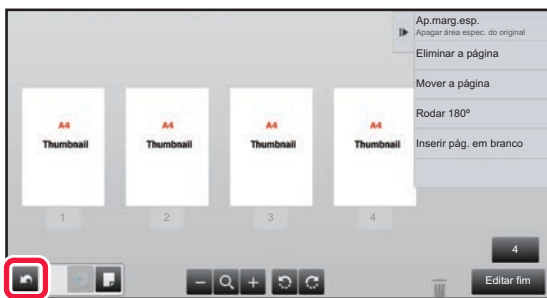 Ap.marg.esp.
Apagar área espec. do original
Eliminar a página
Mover a página
Rodar 180º
Inserir pág. em branco
A4
Thumbnail
A4
Thumbnail
A4
Thumbnail
A4
Thumbnail
1
2
3
4
4
Editar fim